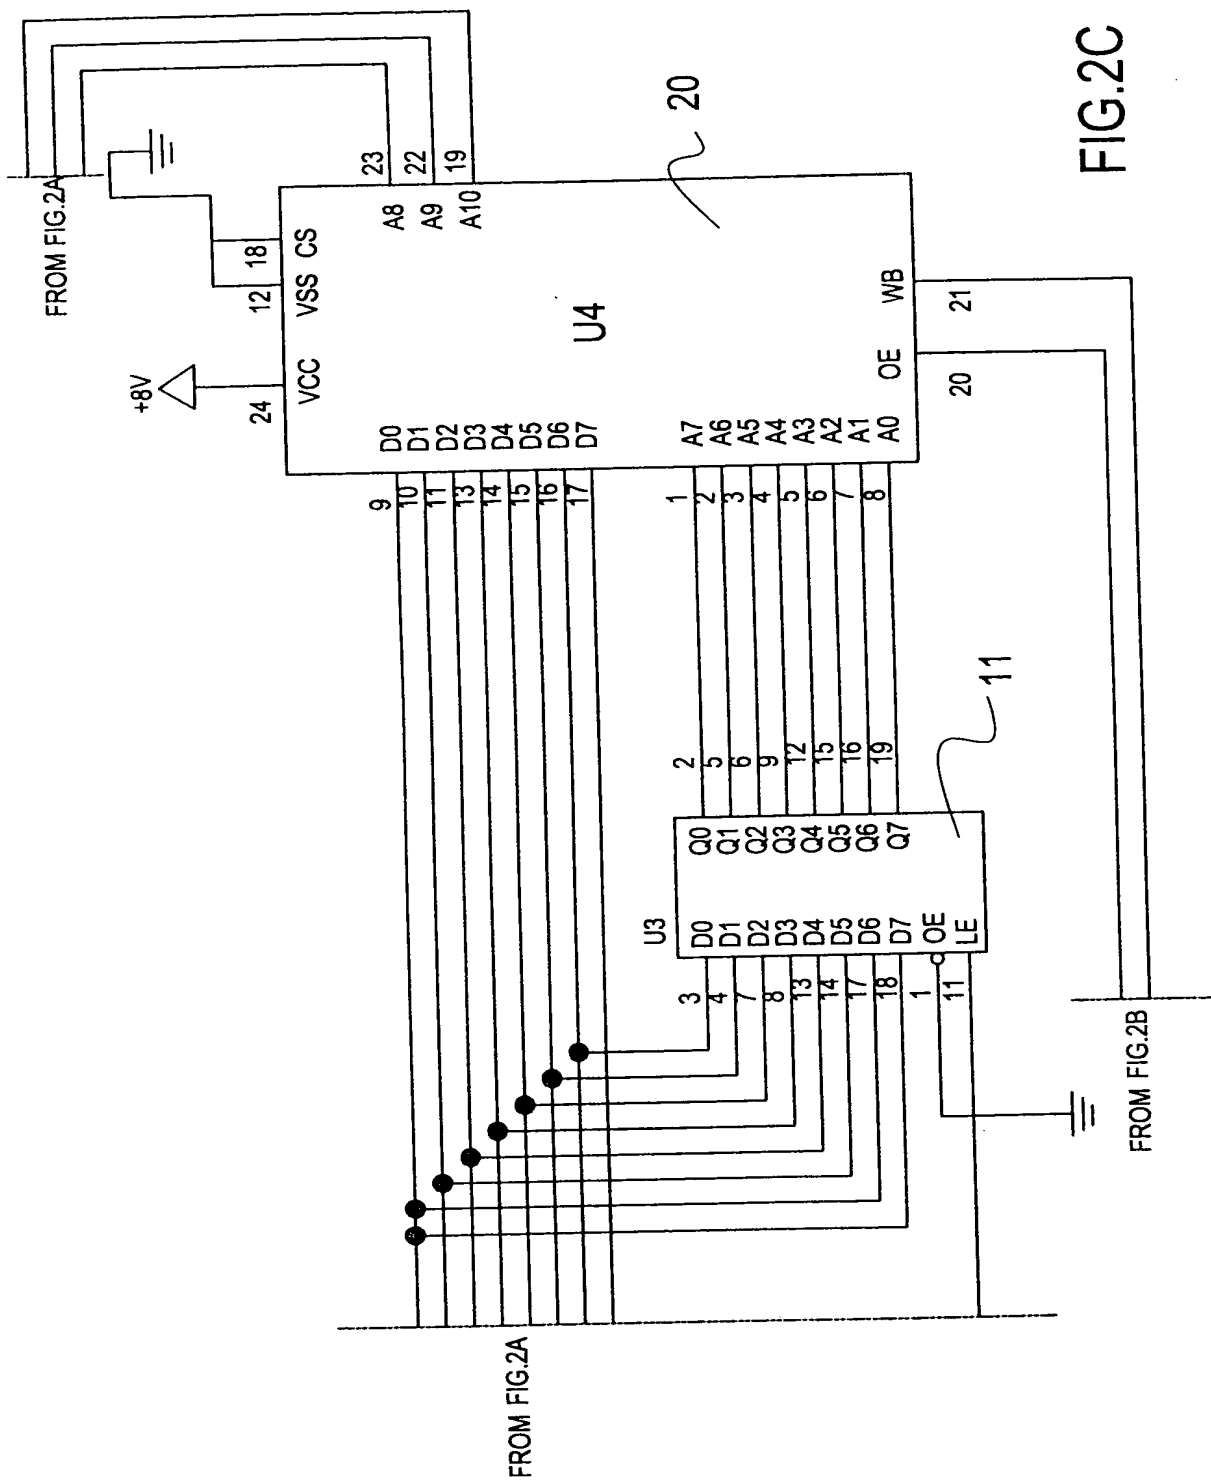 FROM FIG.2A
+8V
24
12
18
VCC
VSS
CS
A8
A9
A10
23
22
19
20
U4
D0
D1
D2
D3
D4
D5
D6
D7
9
10
11
13
14
15
16
17
A7
A6
A5
A4
A3
A2
A1
A0
1
2
3
4
5
6
7
8
OE
WB
20
21
U3
D0
D1
D2
D3
D4
D5
D6
D7
OE
LE
3
4
7
8
13
14
17
18
1
11
Q0
Q1
Q2
Q3
Q4
Q5
Q6
Q7
2
5
6
9
12
15
16
19
11
FROM FIG.2A
FROM FIG.2B
FIG.2C